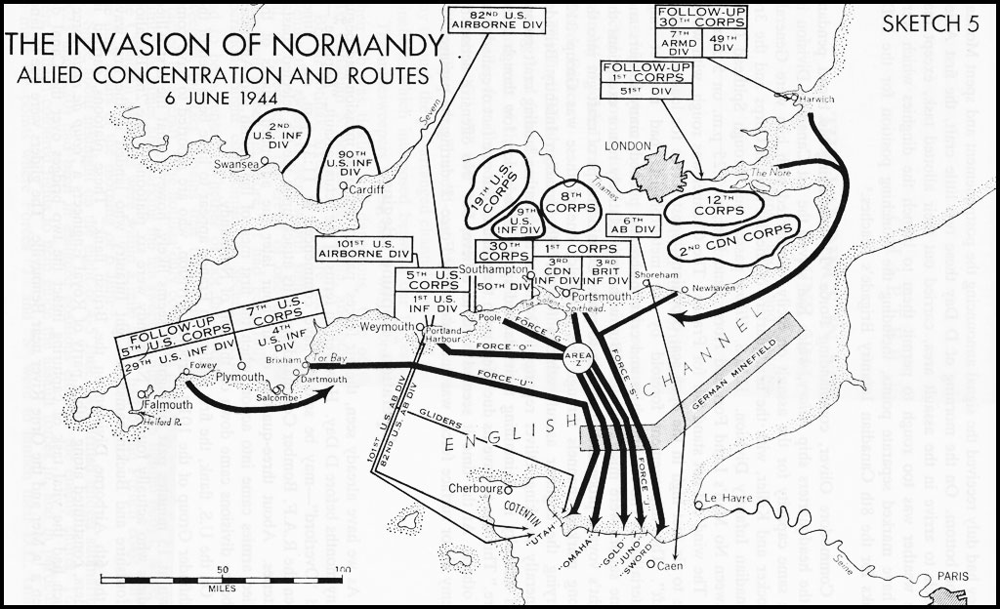 THE INVASION OF NORMANDY
ALLIED CONCENTRATION AND ROUTES
6 JUNE 1944
SKETCH 5
82ND U.S.
AIRBORNE DIV
FOLLOW-UP
30TH CORPS
7TH
ARMD
DIV
49TH
DIV
FOLLOW-UP
1ST CORPS
51ST DIV
Harwich
Severn
2ND
U.S. INF
DIV
Swansea
90TH
U.S. INF
DIV
Cardiff
LONDON
Thames
The Nore
19TH U.S.
CORPS
9TH
U.S.
INF DIV
8TH
CORPS
12TH
CORPS
2ND CDN CORPS
6TH
AB DIV
101ST U.S.
AIRBORNE DIV
30TH
CORPS
50TH DIV
1ST CORPS
3RD
CDN
INF DIV
3RD
BRIT
INF DIV
5TH U.S.
CORPS
1ST U.S.
INF DIV
Southampton
Portsmouth
Spithead
Shoreham
Newhaven
Poole
Weymouth
Portland
Harbour
FOLLOW-UP
5TH U.S. CORPS
29TH U.S. INF DIV
7TH U.S.
CORPS
4TH
U.S. INF
DIV
Brixham
Tor Bay
Dartmouth
Fowey
Plymouth
Salcombe
Falmouth
Helford R.
FORCE "G"
FORCE "O"
FORCE "U"
FORCE "S"
FORCE "J"
AREA
"Z"
ENGLISH
CHANNEL
GERMAN MINEFIELD
101ST U.S. AB DIV
82ND U.S. AB DIV
GLIDERS
Cherbourg
COTENTIN
"UTAH"
"OMAHA"
"GOLD"
"JUNO"
"SWORD"
Caen
Le Havre
Seine
PARIS
50
100
MILES